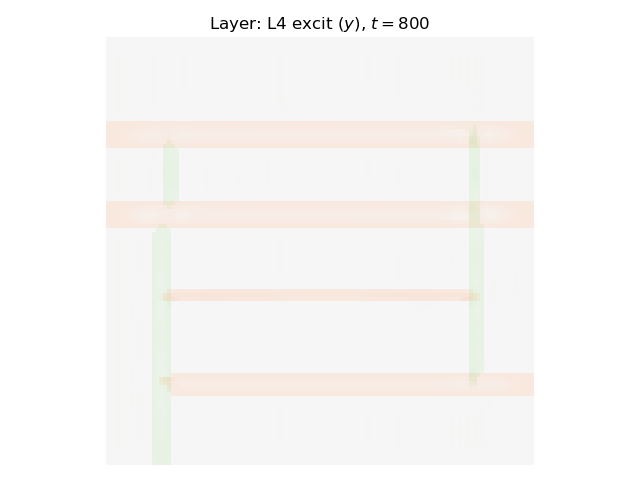 Layer: L4 excit (y), t = 800